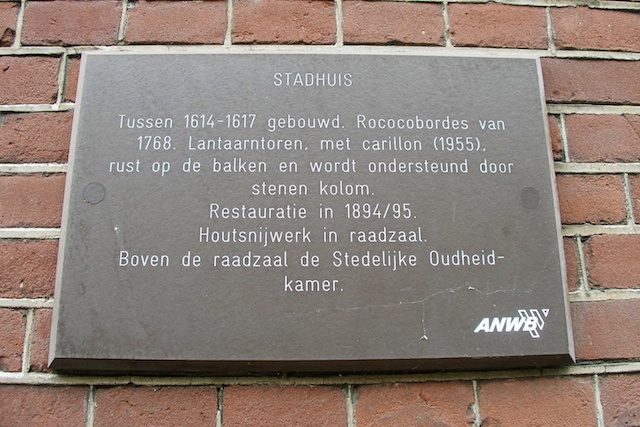 STADHUIS
Tussen 1614-1617 gebouwd. Rococobordes van
1768. Lantaarntoren, met carillon (1955),
rust op de balken en wordt ondersteund door
stenen kolom.
Restauratie in 1894/95.
Houtsnijwerk in raadzaal.
Boven de raadzaal de Stedelijke Oudheid-
kamer.
ANWB